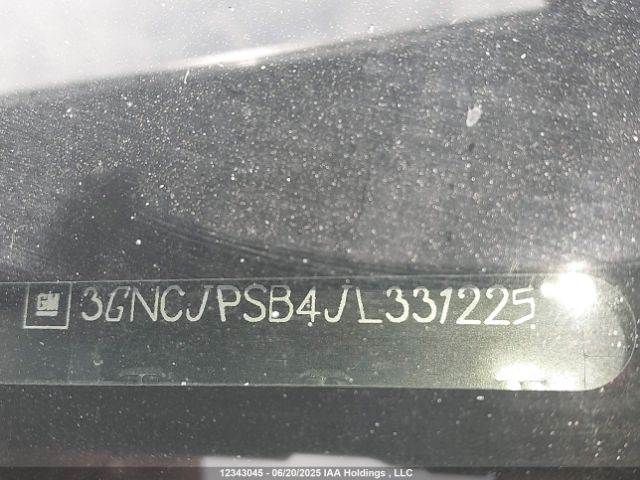 GM 3GNCJPSB4JL331225
12343045 - 06/20/2025 IAA Holdings , LLC